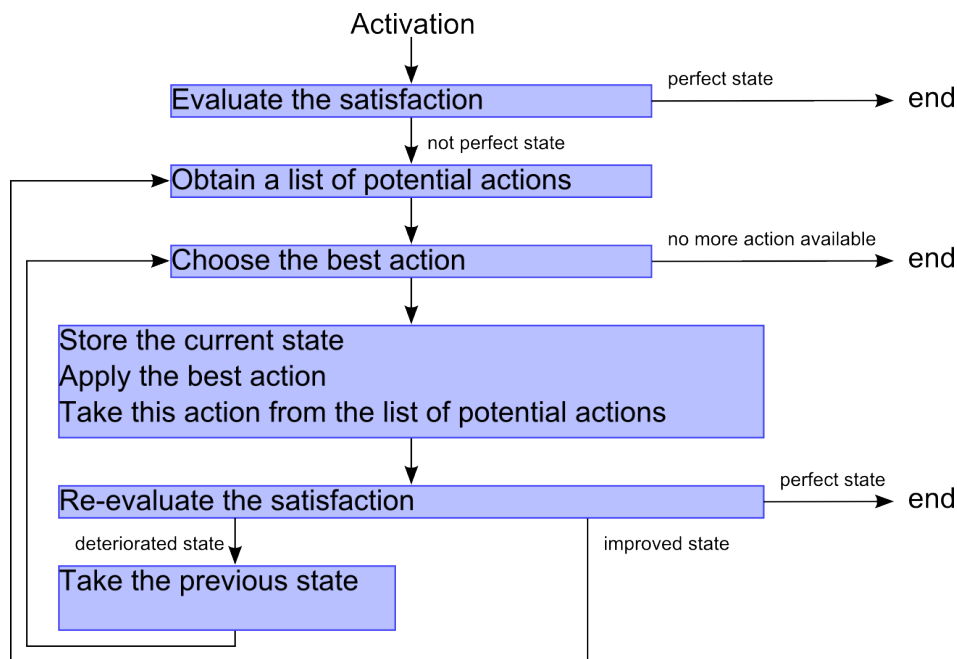 Activation
Evaluate the satisfaction
perfect state
end
not perfect state
Obtain a list of potential actions
Choose the best action
no more action available
end
Store the current state
Apply the best action
Take this action from the list of potential actions
Re-evaluate the satisfaction
perfect state
end
deteriorated state
improved state
Take the previous state